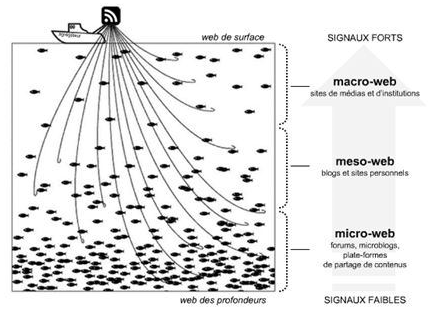 web de surface
SIGNAUX FORTS
macro-web
sites de médias et d'institutions
meso-web
blogs et sites personnels
micro-web
forums, microblogs,
plate-formes
de partage de contenus
web des profondeurs
SIGNAUX FAIBLES